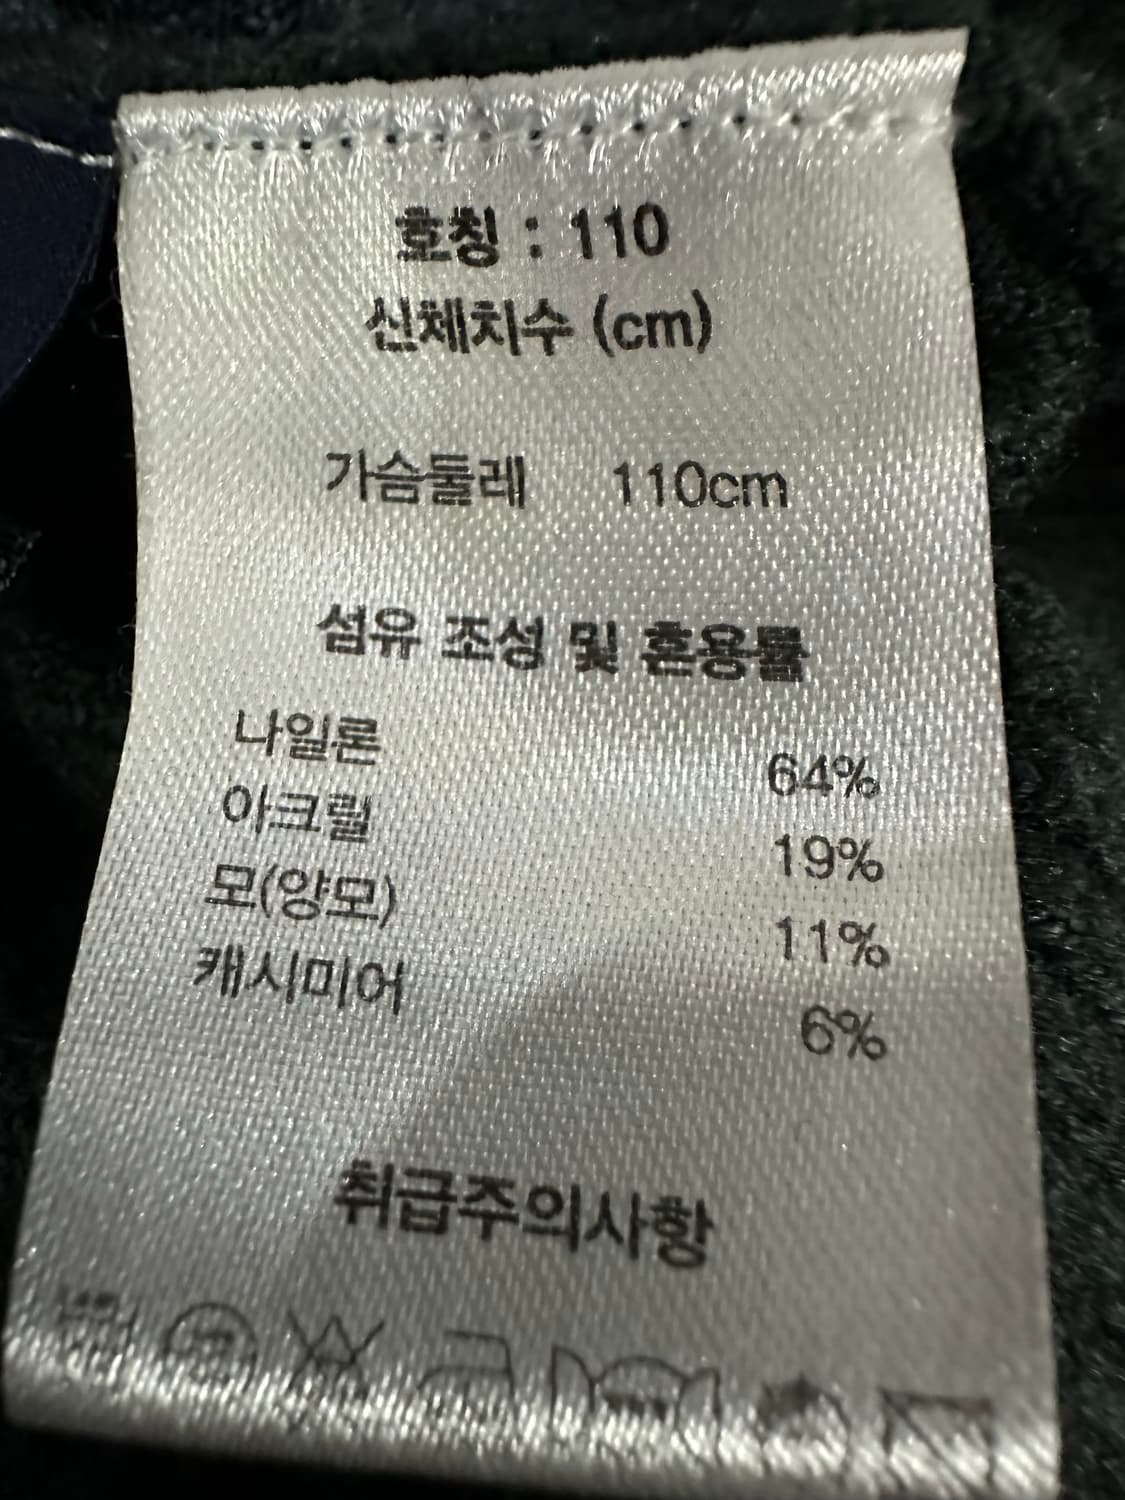 호칭 : 110
신체치수 (cm)
가슴둘레 110cm
섬유 조성 및 혼용률
나일론 64%
아크릴 19%
모(양모) 11%
캐시미어 6%
취급주의사항